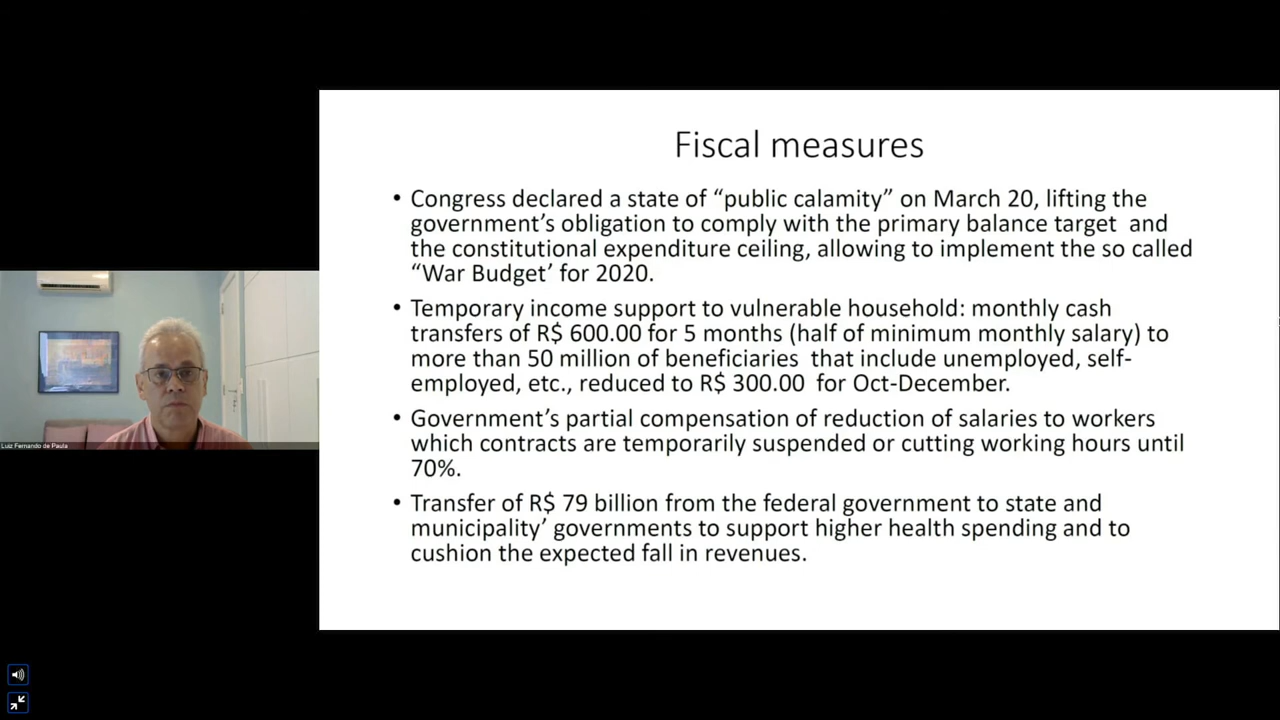 Fiscal measures
• Congress declared a state of “public calamity” on March 20, lifting the
government’s obligation to comply with the primary balance target and
the constitutional expenditure ceiling, allowing to implement the so called
“War Budget’ for 2020.
• Temporary income support to vulnerable household: monthly cash
transfers of R$ 600.00 for 5 months (half of minimum monthly salary) to
more than 50 million of beneficiaries that include unemployed, self-
employed, etc., reduced to R$ 300.00 for Oct-December.
• Government’s partial compensation of reduction of salaries to workers
which contracts are temporarily suspended or cutting working hours until
70%.
• Transfer of R$ 79 billion from the federal government to state and
municipality’ governments to support higher health spending and to
cushion the expected fall in revenues.
Luiz Fernando de Paula